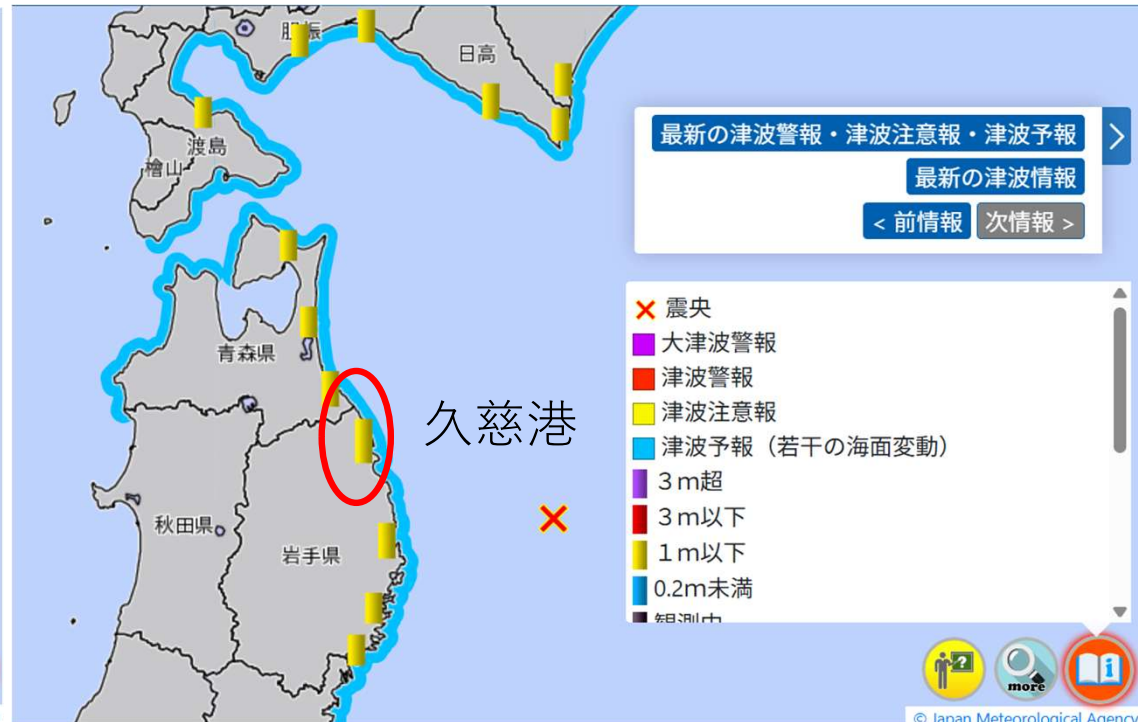 胆振
日高
渡島
檜山
最新の津波警報・津波注意報・津波予報
最新の津波情報
< 前情報
次情報 >
震央
大津波警報
津波警報
津波注意報
津波予報（若干の海面変動）
３ｍ超
３ｍ以下
１ｍ以下
0.2m未満
観測中
青森県
久慈港
秋田県
岩手県
?
more
i
© Japan Meteorological Agency